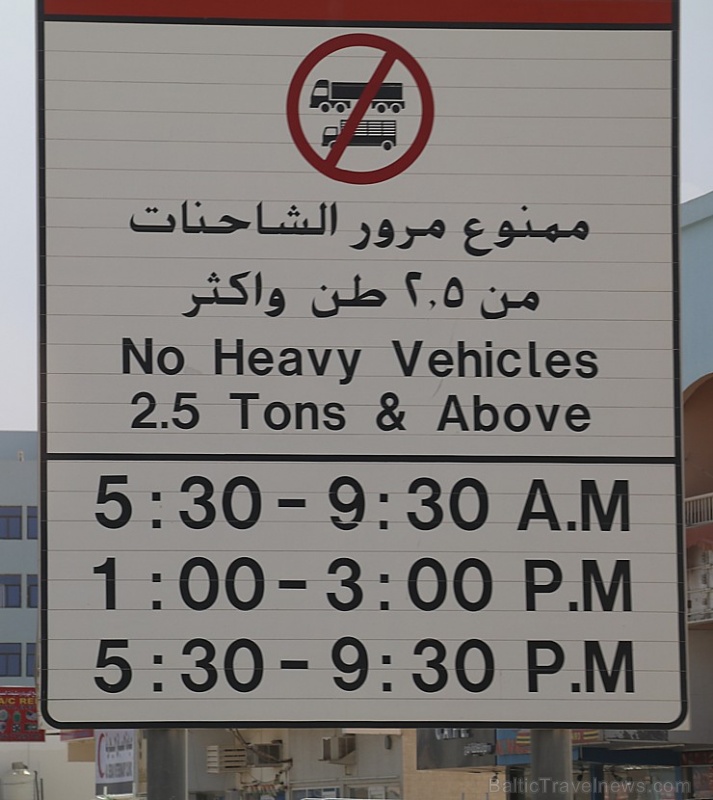 ممنوع مرور الشاحنات
من ٢,٥ طن واكثر
No Heavy Vehicles
2.5 Tons & Above
5:30-9:30 A.M
1:00-3:00 P.M
5:30-9:30 P.M
BalticTravelnews.com